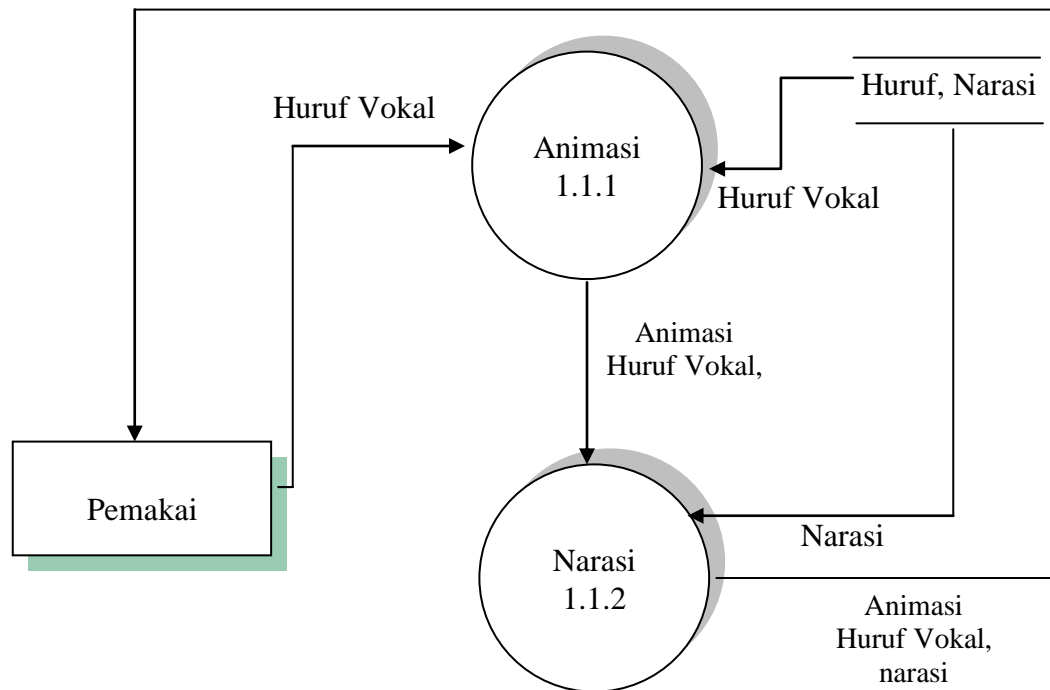 Huruf, Narasi
Huruf Vokal
Animasi
1.1.1
Huruf Vokal
Animasi
Huruf Vokal,
Pemakai
Narasi
Narasi
1.1.2
Animasi
Huruf Vokal,
narasi